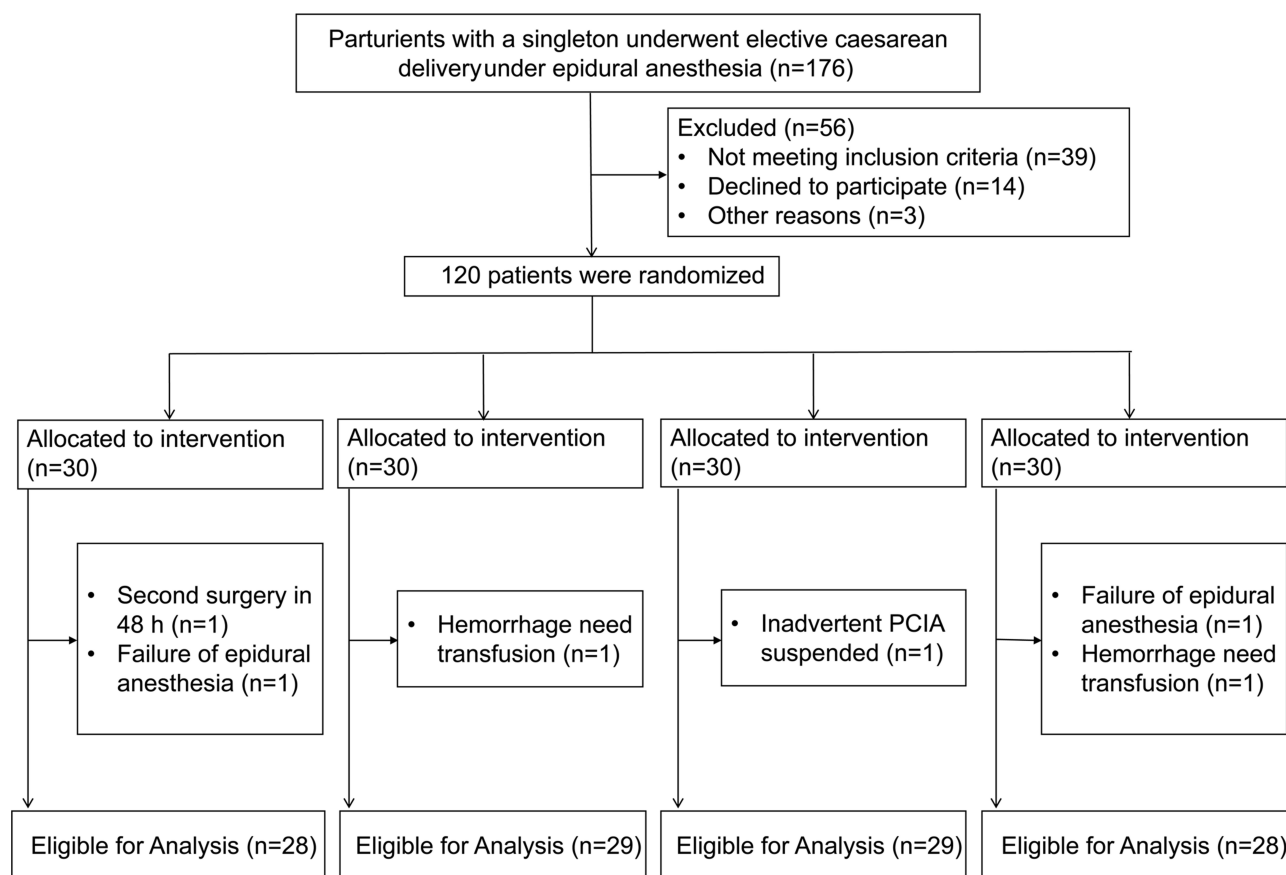 Parturients with a singleton underwent elective caesarean
deliveryunder epidural anesthesia (n=176)
Excluded (n=56)
• Not meeting inclusion criteria (n=39)
• Declined to participate (n=14)
• Other reasons (n=3)
120 patients were randomized
Allocated to intervention
(n=30)
Allocated to intervention
(n=30)
Allocated to intervention
(n=30)
Allocated to intervention
(n=30)
• Second surgery in
48 h (n=1)
• Failure of epidural
anesthesia (n=1)
• Hemorrhage need
transfusion (n=1)
• Inadvertent PCIA
suspended (n=1)
• Failure of epidural
anesthesia (n=1)
• Hemorrhage need
transfusion (n=1)
Eligible for Analysis (n=28)
Eligible for Analysis (n=29)
Eligible for Analysis (n=29)
Eligible for Analysis (n=28)